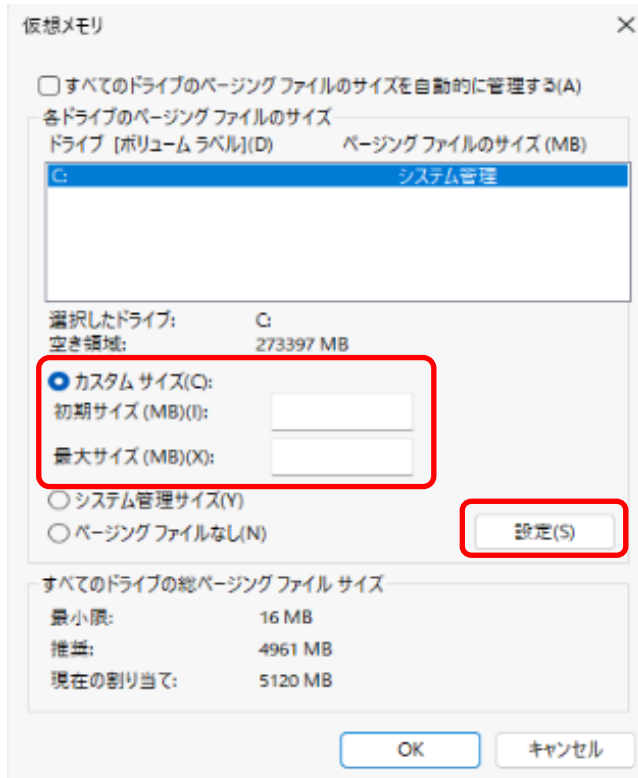 仮想メモリ
すべてのドライブのページング ファイルのサイズを自動的に管理する(A)
各ドライブのページング ファイルのサイズ
ドライブ [ボリューム ラベル](D) ページング ファイルのサイズ (MB)
C: システム管理
選択したドライブ: C:
空き領域: 273397 MB
カスタム サイズ(C):
初期サイズ (MB)(I):
最大サイズ (MB)(X):
システム管理サイズ(Y)
ページング ファイルなし(N)
設定(S)
すべてのドライブの総ページング ファイル サイズ
最小限: 16 MB
推奨: 4961 MB
現在の割り当て: 5120 MB
OK キャンセル